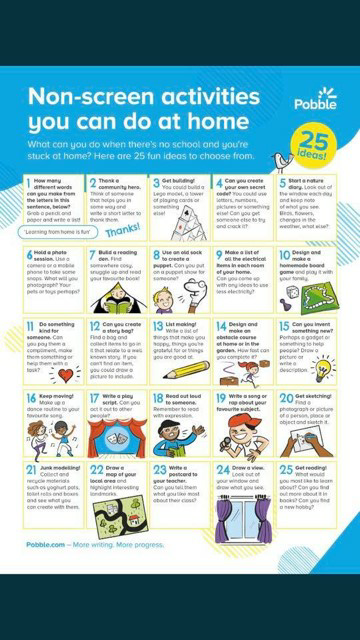 Non-screen activities
you can do at home
Pobble
What can you do when there's no school and you're
stuck at home? Here are 25 fun ideas to choose from.
25
ideas!
1 How many
different words
can you make from
the letters in this
sentence, below?
Grab a pencil and
paper and write a list!
'Learning from home is fun'
2 Thank a
community hero.
Think of someone
that helps you in
some way and
write a short letter to
thank them.
Thanks!
3 Get building!
You could build a
Lego model, a tower
of playing cards or
something
else!
4 Can you create
your own secret
code? You could use
letters, numbers,
pictures or something
else! Can you get
someone else to try
and crack it?
5 Start a nature
diary. Look out of
the window each day
and keep note
of what you see.
Birds, flowers,
changes in the
weather, what else?
6 Hold a photo
session. Use a
camera or a mobile
phone to take some
snaps. What will you
photograph? Your
pets or toys perhaps?
7 Build a reading
den. Find
somewhere cosy,
snuggle up and read
your favourite book!
8 Use an old sock
to create a
puppet. Can you put
on a puppet show for
someone?
9 Make a list of
all the electrical
items in each room
of your home.
Can you come up
with any ideas to use
less electricity?
10 Design and
make a
homemade board
game and play it with
your family.
11 Do something
kind for
someone. Can
you pay them a
compliment, make
them something or
help them with a
task?
12 Can you create
a story bag?
Find a bag and
collect items to go in
it that relate to a well
known story. If you
can't find an item,
you could draw a
picture to include.
13 List making!
Write a list of
things that make you
happy, things you're
grateful for or things
you are good at.
14 Design and
make an
obstacle course
at home or in the
garden. How fast can
you complete it?
15 Can you invent
something new?
Perhaps a gadget or
something to help
people? Draw a
picture or
write a
description.
16 Keep moving!
Make up a
dance routine to your
favourite song.
17 Write a play
script. Can you
act it out to other
people?
18 Read out loud
to someone.
Remember to read
with expression.
19 Write a song or
rap about your
favourite subject.
20 Get sketching!
Find a
photograph or picture
of a person, place or
object and sketch it.
21 Junk modelling!
Collect and
recycle materials
such as yoghurt pots,
toilet rolls and boxes
and see what you
can create with them.
22 Draw a
map of your
local area and
highlight interesting
landmarks.
23 Write a
postcard to
your teacher.
Can you tell them
what you like most
about their class?
24 Draw a view.
Look out of
your window and
draw what you see.
25 Get reading!
What would
you most like to learn
about? Can you find
out more about it in
books? Can you find
a new hobby?
Pobble.com – More writing. More progress.